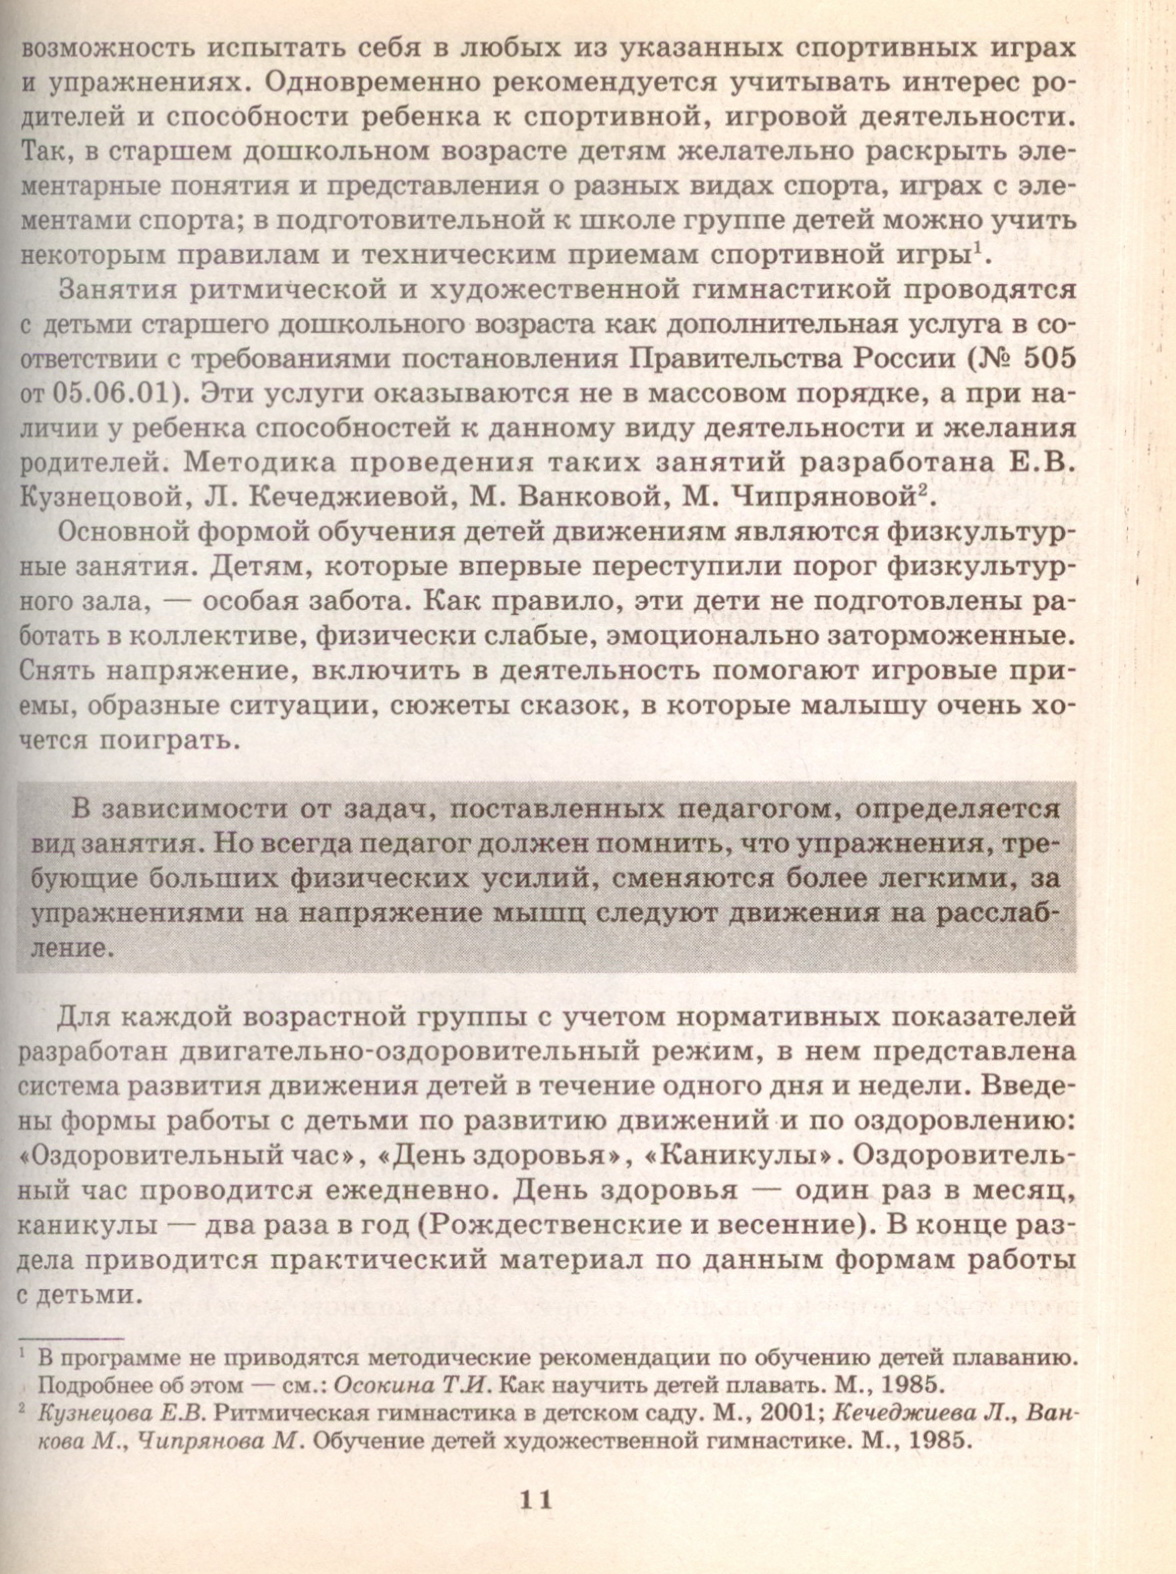 возможность испытать себя в любых из указанных спортивных играх
и упражнениях. Одновременно рекомендуется учитывать интерес ро-
дителей и способности ребенка к спортивной, игровой деятельности.
Так, в старшем дошкольном возрасте детям желательно раскрыть эле-
ментарные понятия и представления о разных видах спорта, играх с эле-
ментами спорта; в подготовительной к школе группе детей можно учить
некоторым правилам и техническим приемам спортивной игры¹.
Занятия ритмической и художественной гимнастикой проводятся
с детьми старшего дошкольного возраста как дополнительная услуга в со-
ответствии с требованиями постановления Правительства России (№ 505
от 05.06.01). Эти услуги оказываются не в массовом порядке, а при на-
личии у ребенка способностей к данному виду деятельности и желания
родителей. Методика проведения таких занятий разработана Е.В.
Кузнецовой, Л. Кечеджиевой, М. Ванковой, М. Чипряновой².
Основной формой обучения детей движениям являются физкультур-
ные занятия. Детям, которые впервые переступили порог физкультур-
ного зала, — особая забота. Как правило, эти дети не подготовлены ра-
ботать в коллективе, физически слабые, эмоционально заторможенные.
Снять напряжение, включить в деятельность помогают игровые при-
емы, образные ситуации, сюжеты сказок, в которые малышу очень хо-
чется поиграть.
В зависимости от задач, поставленных педагогом, определяется
вид занятия. Но всегда педагог должен помнить, что упражнения, тре-
бующие больших физических усилий, сменяются более легкими, за
упражнениями на напряжение мышц следуют движения на расслаб-
ление.
Для каждой возрастной группы с учетом нормативных показателей
разработан двигательно-оздоровительный режим, в нем представлена
система развития движения детей в течение одного дня и недели. Введе-
ны формы работы с детьми по развитию движений и по оздоровлению:
«Оздоровительный час», «День здоровья», «Каникулы». Оздоровитель-
ный час проводится ежедневно. День здоровья — один раз в месяц,
каникулы — два раза в год (Рождественские и весенние). В конце раз-
дела приводится практический материал по данным формам работы
с детьми.
¹ В программе не приводятся методические рекомендации по обучению детей плаванию.
Подробнее об этом — см.: Осокина Т.И. Как научить детей плавать. М., 1985.
² Кузнецова Е.В. Ритмическая гимнастика в детском саду. М., 2001; Кечеджиева Л., Ван-
кова М., Чипрянова М. Обучение детей художественной гимнастике. М., 1985.
11